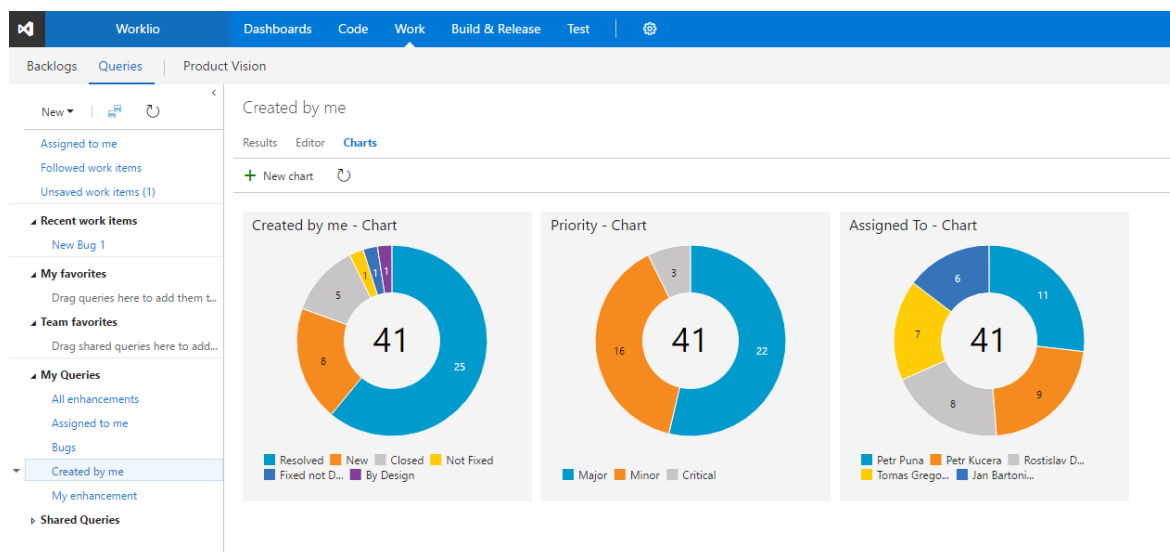 Worklio Dashboards Code Work Build & Release Test
Backlogs Queries Product Vision
New
Assigned to me
Followed work items
Unsaved work items (1)
Recent work items
New Bug 1
My favorites
Drag queries here to add them t...
Team favorites
Drag shared queries here to add...
My Queries
All enhancements
Assigned to me
Bugs
Created by me
My enhancement
Shared Queries
Created by me
Results Editor Charts
+ New chart
Created by me - Chart
1 1 1
5
41
8
25
Resolved New Closed Not Fixed
Fixed not D... By Design
Priority - Chart
3
41
16
22
Major Minor Critical
Assigned To - Chart
6
11
7
41
9
8
Petr Puna Petr Kucera Rostislav D...
Tomas Grego... Jan Bartoni...